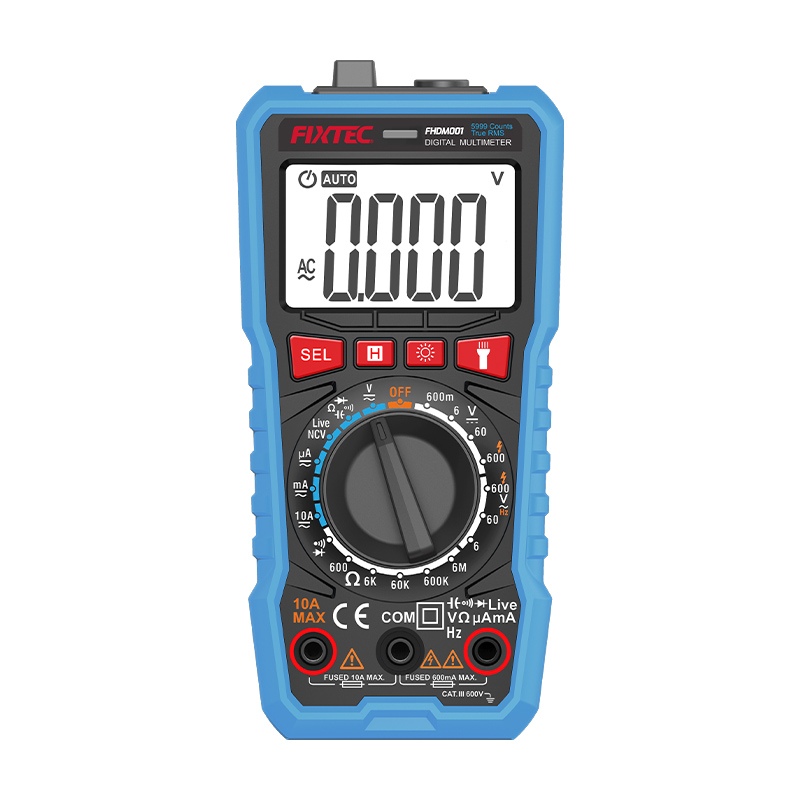 FIXTEC FHDM001 5999 Counts
True RMS
DIGITAL MULTIMETER
AUTO V
0.000
AC
SEL H
OFF
V
600m
6
V
60
600
600
V
Hz
60
6
6M
600K
60K
6K
Ω
600
10A
mA
µA
Live
NCV
Ω
10A
MAX
CE
COM
Live
VΩ µAmA
Hz
FUSED 10A MAX.
FUSED 600mA MAX.
CAT.III 600V